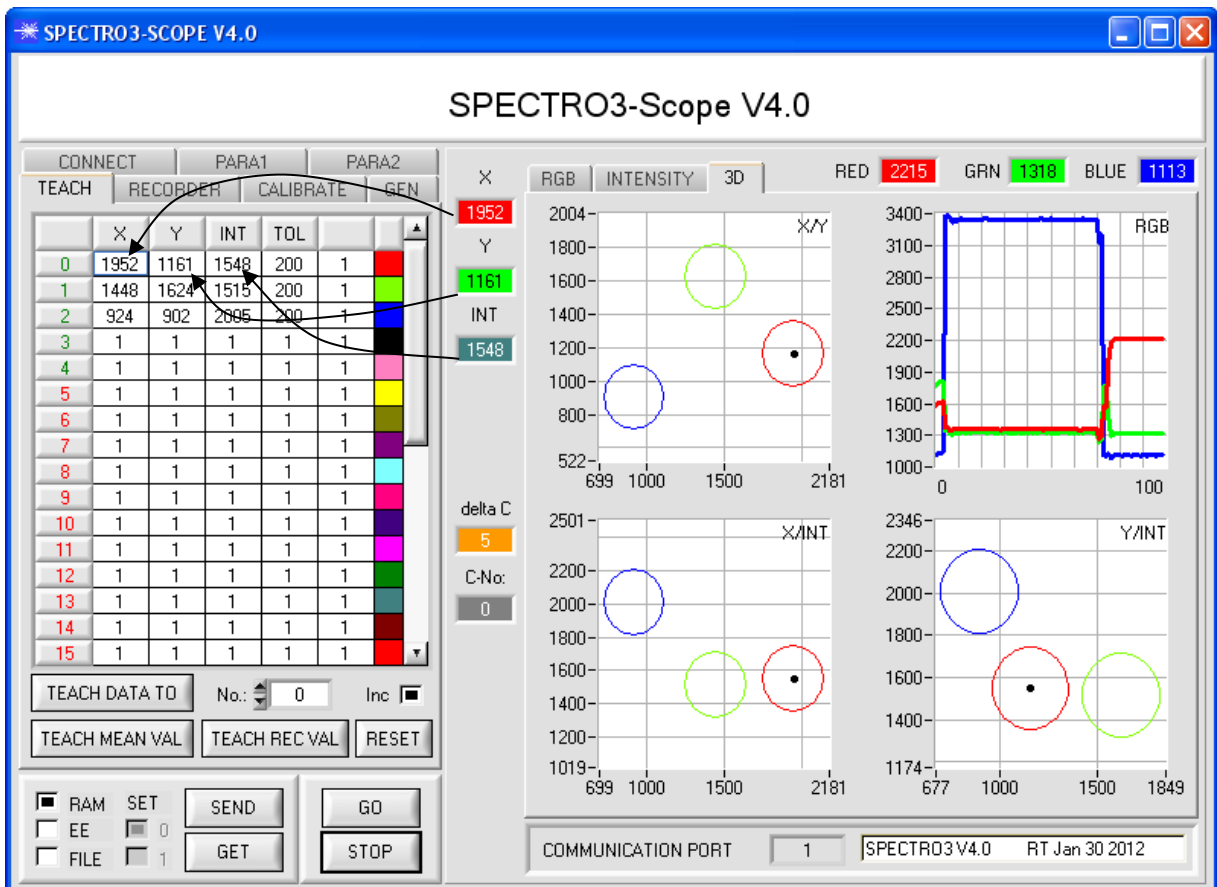 SPECTRO3-SCOPE V4.0
SPECTRO3-Scope V4.0
CONNECT PARA1 PARA2
TEACH RECORDER CALIBRATE GEN
X Y INT TOL
0 1952 1161 1548 200 1
1 1448 1624 1515 200 1
2 924 902 2005 200 1
3 1 1 1 1 1
4 1 1 1 1 1
5 1 1 1 1 1
6 1 1 1 1 1
7 1 1 1 1 1
8 1 1 1 1 1
9 1 1 1 1 1
10 1 1 1 1 1
11 1 1 1 1 1
12 1 1 1 1 1
13 1 1 1 1 1
14 1 1 1 1 1
15 1 1 1 1 1
TEACH DATA TO No.: 0 Inc
TEACH MEAN VAL TEACH REC VAL RESET
RAM SET SEND GO
EE 0
FILE 1 GET STOP
X
1952
Y
1161
INT
1548
delta C
5
C-No:
0
RGB INTENSITY 3D
RED 2215 GRN 1318 BLUE 1113
X/Y
2004
1800
1600
1400
1200
1000
800
522
699 1000 1500 2181
RGB
3400
3100
2800
2500
2200
1900
1600
1300
1000
0 100
X/INT
2501
2200
2000
1800
1600
1400
1200
1019
699 1000 1500 2181
Y/INT
2346
2200
2000
1800
1600
1400
1174
677 1000 1500 1849
COMMUNICATION PORT 1 SPECTRO3 V4.0 RT Jan 30 2012